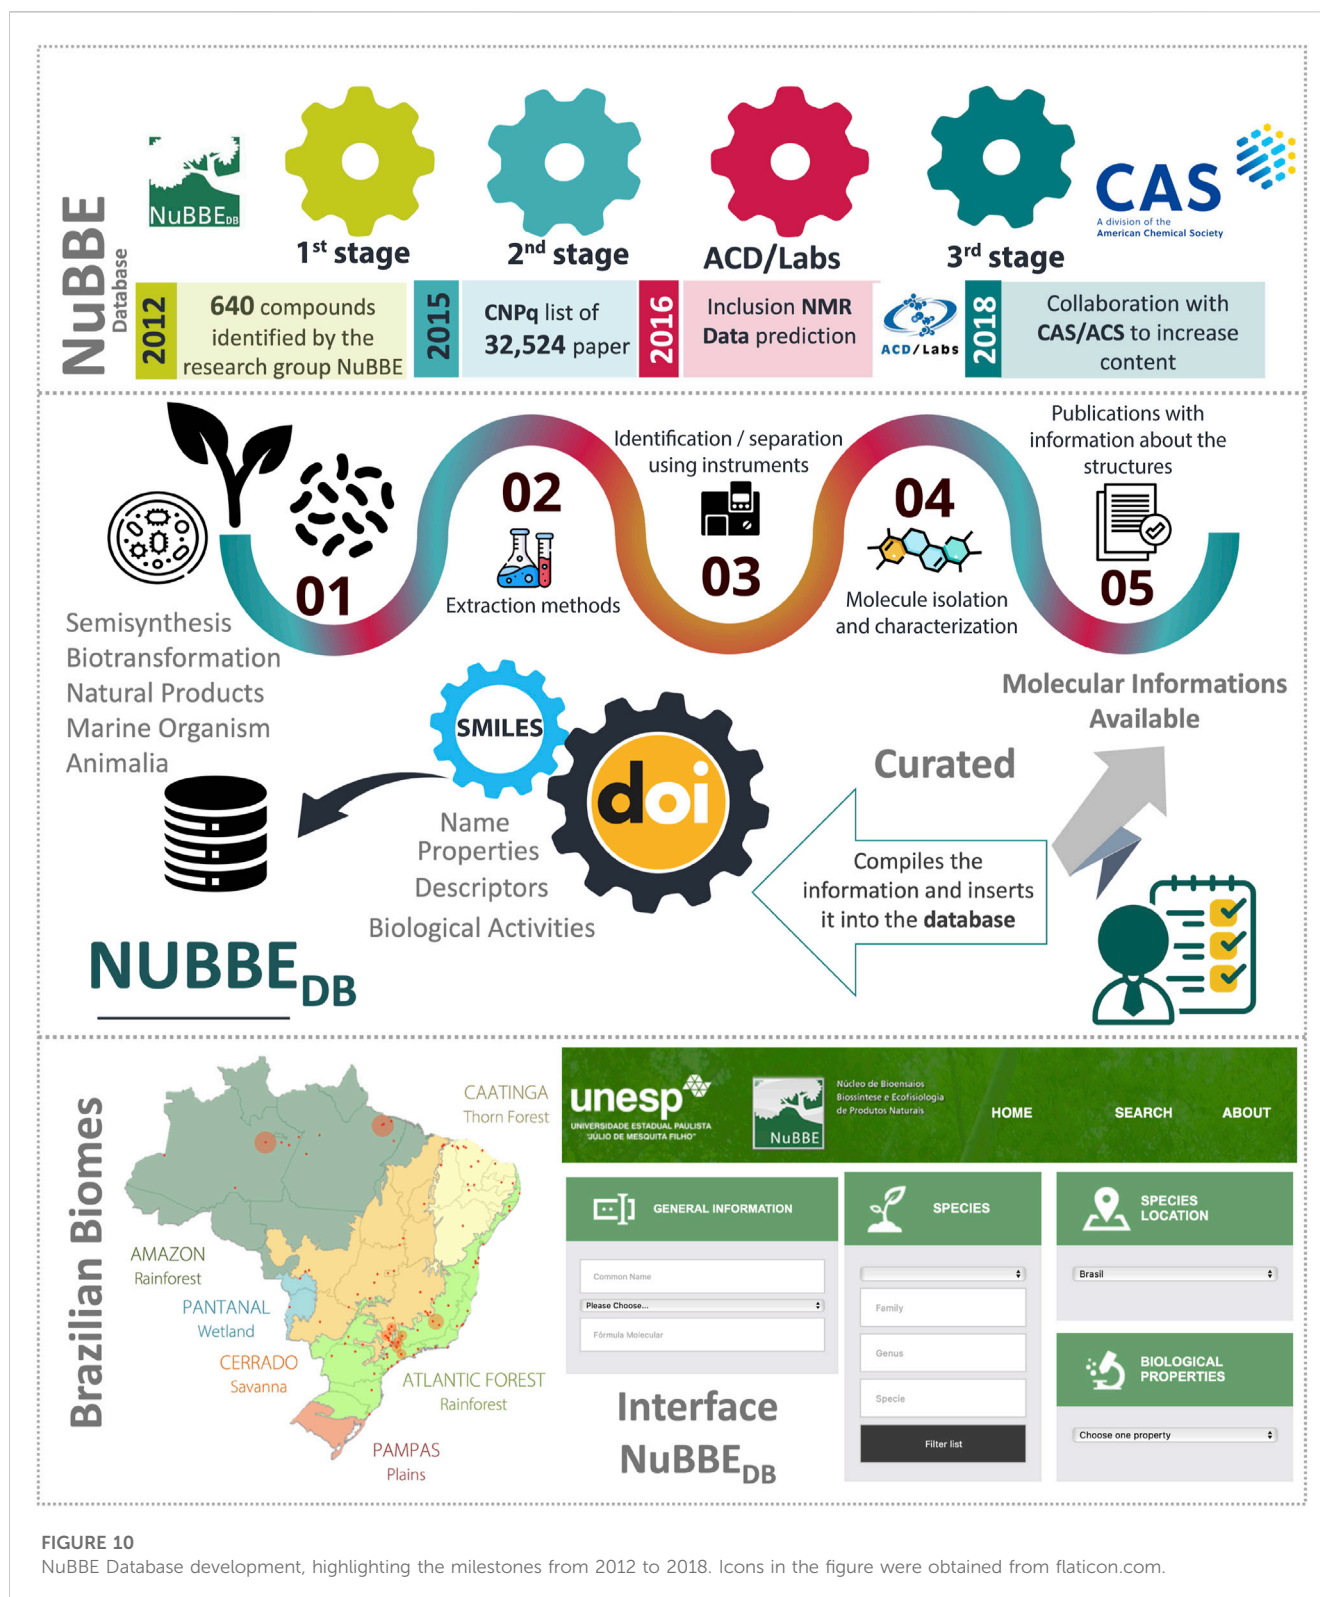 NuBBE
Database
NuBBE DB
1st stage
2nd stage
ACD/Labs
3rd stage
CAS
A division of the
American Chemical Society
2012
640 compounds
identified by the
research group NuBBE
2015
CNPq list of
32,524 paper
2016
Inclusion NMR
Data prediction
ACD/Labs
2018
Collaboration with
CAS/ACS to increase
content
01
Semisynthesis
Biotransformation
Natural Products
Marine Organism
Animalia
02
Extraction methods
Identification / separation
using instruments
03
04
Molecule isolation
and characterization
Publications with
information about the
structures
05
Molecular Informations
Available
Curated
Compiles the
information and inserts
it into the database
SMILES
doi
Name
Properties
Descriptors
Biological Activities
NUBBE DB
Brazilian Biomes
CAATINGA
Thorn Forest
AMAZON
Rainforest
PANTANAL
Wetland
CERRADO
Savanna
ATLANTIC FOREST
Rainforest
PAMPAS
Plains
unesp
UNIVERSIDADE ESTADUAL PAULISTA
"JÚLIO DE MESQUITA FILHO"
NuBBE
Núcleo de Bioensaios
Biossíntese e Ecofisiologia
de Produtos Naturais
HOME
SEARCH
ABOUT
GENERAL INFORMATION
Common Name
Please Choose...
Fórmula Molecular
SPECIES
Family
Genus
Specie
Filter list
SPECIES
LOCATION
Brasil
BIOLOGICAL
PROPERTIES
Choose one property
Interface
NuBBE DB
FIGURE 10
NuBBE Database development, highlighting the milestones from 2012 to 2018. Icons in the figure were obtained from flaticon.com.